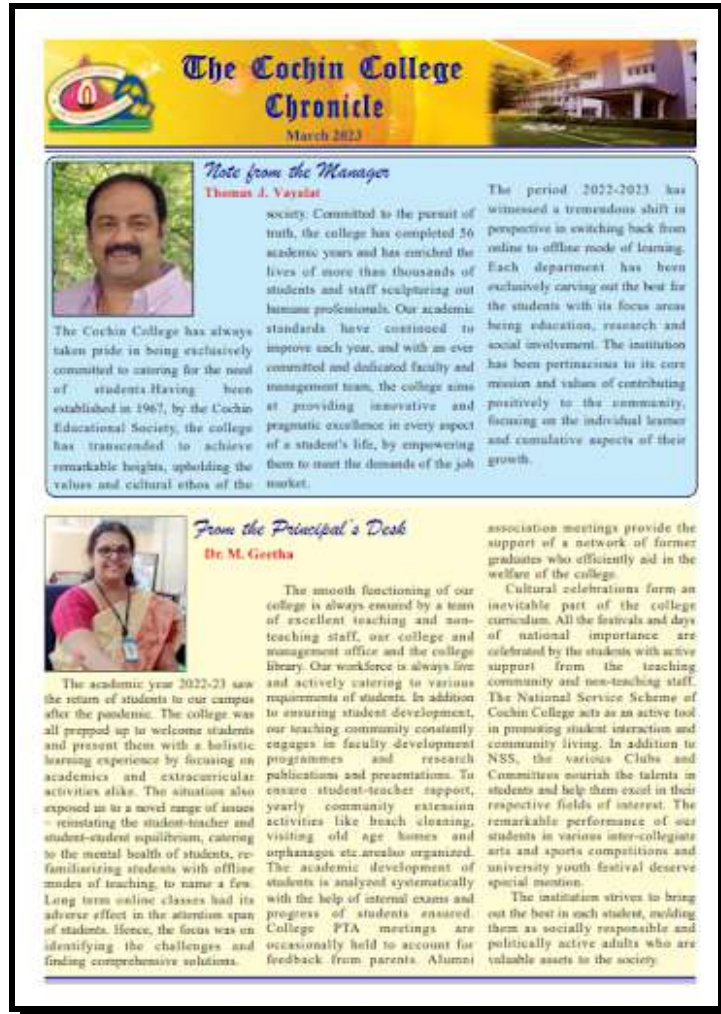 The Cochin College
Chronicle
March 2023
Note from the Manager
Thomas J. Vayalat
The Cochin College has always
taken pride in being exclusively
committed to catering for the need
of students.Having been
established in 1967, by the Cochin
Educational Society, the college
has transcended to achieve
remarkable heights, upholding the
values and cultural ethos of the
society. Committed to the pursuit of
truth, the college has completed 56
academic years and has enriched the
lives of more than thousands of
students and staff sculpturing out
humane professionals. Our academic
standards have continued to
improve each year, and with an ever
committed and dedicated faculty and
management team, the college aims
at providing innovative and
pragmatic excellence in every aspect
of a student's life, by empowering
them to meet the demands of the job
market.
The period 2022-2023 has
witnessed a tremendous shift in
perspective in switching back from
online to offline mode of learning.
Each department has been
exclusively carving out the best for
the students with its focus areas
being education, research and
social involvement. The institution
has been pertinacious to its core
mission and values of contributing
positively to the community,
focusing on the individual learner
and cumulative aspects of their
growth.
From the Principal's Desk
Dr. M. Geetha
The academic year 2022-23 saw
the return of students to our campus
after the pandemic. The college was
all prepped up to welcome students
and present them with a holistic
learning experience by focusing on
academics and extracurricular
activities alike. The situation also
exposed us to a novel range of issues
– reinstating the student-teacher and
student-student equilibrium, catering
to the mental health of students, re-
familiarizing students with offline
modes of teaching, to name a few.
Long term online classes had its
adverse effect in the attention span
of students. Hence, the focus was on
identifying the challenges and
finding comprehensive solutions.
The smooth functioning of our
college is always ensured by a team
of excellent teaching and non-
teaching staff, our college and
management office and the college
library. Our workforce is always live
and actively catering to various
requirements of students. In addition
to ensuring student development,
our teaching community constantly
engages in faculty development
programmes and research
publications and presentations. To
ensure student-teacher rapport,
yearly community extension
activities like beach cleaning,
visiting old age homes and
orphanages etc.arealso organized.
The academic development of
students is analyzed systematically
with the help of internal exams and
progress of students ensured.
College PTA meetings are
occasionally held to account for
feedback from parents. Alumni
association meetings provide the
support of a network of former
graduates who efficiently aid in the
welfare of the college.
Cultural celebrations form an
inevitable part of the college
curriculum. All the festivals and days
of national importance are
celebrated by the students with active
support from the teaching
community and non-teaching staff.
The National Service Scheme of
Cochin College acts as an active tool
in promoting student interaction and
community living. In addition to
NSS, the various Clubs and
Committees nourish the talents in
students and help them excel in their
respective fields of interest. The
remarkable performance of our
students in various inter-collegiate
arts and sports competitions and
university youth festival deserve
special mention.
The institution strives to bring
out the best in each student, molding
them as socially responsible and
politically active adults who are
valuable assets to the society.